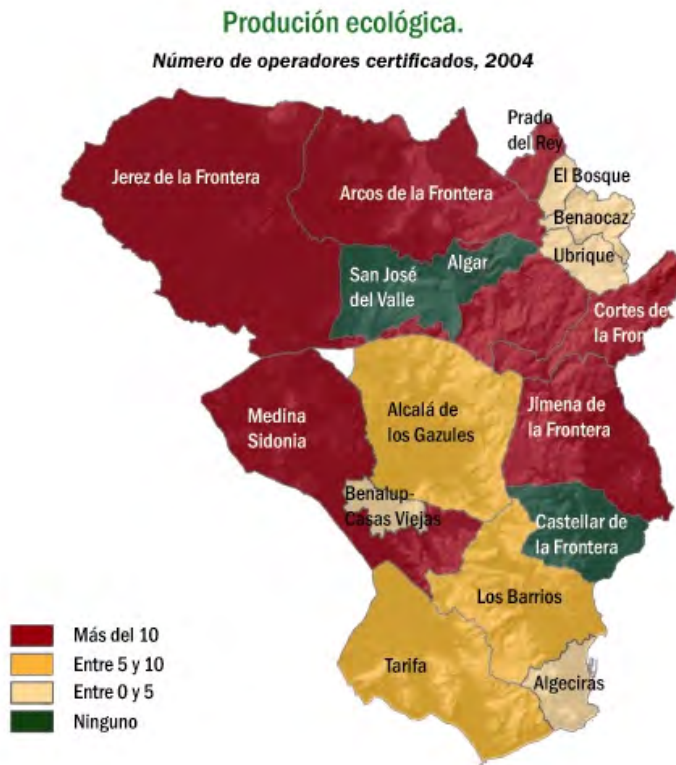 Produción ecológica.
Número de operadores certificados, 2004
Prado
del Rey
Jerez de la Frontera
El Bosque
Arcos de la Frontera
Benaocaz
Ubrique
Algar
San José
del Valle
Cortes de
la Front
Medina
Sidonia
Alcalá de
los Gazules
Jimena de
la Frontera
Benalup-
Casas Viejas
Castellar de
la Frontera
Los Barrios
Tarifa
Algeciras
Más del 10
Entre 5 y 10
Entre 0 y 5
Ninguno